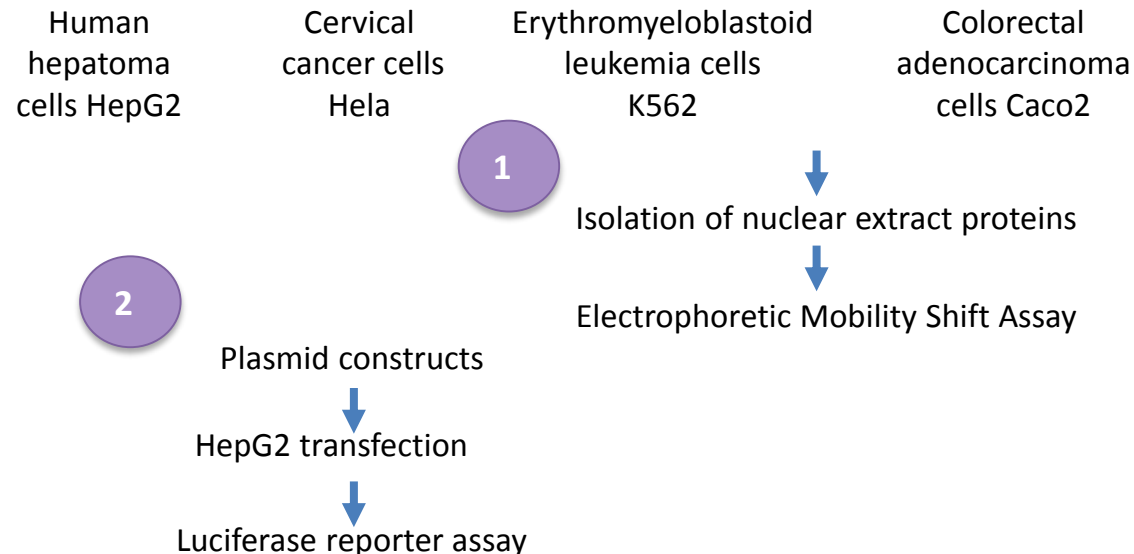 Human
hepatoma
cells HepG2
Cervical
cancer cells
Hela
Erythromyeloblastoid
leukemia cells
K562
Colorectal
adenocarcinoma
cells Caco2
1
Isolation of nuclear extract proteins
Electrophoretic Mobility Shift Assay
2
Plasmid constructs
HepG2 transfection
Luciferase reporter assay